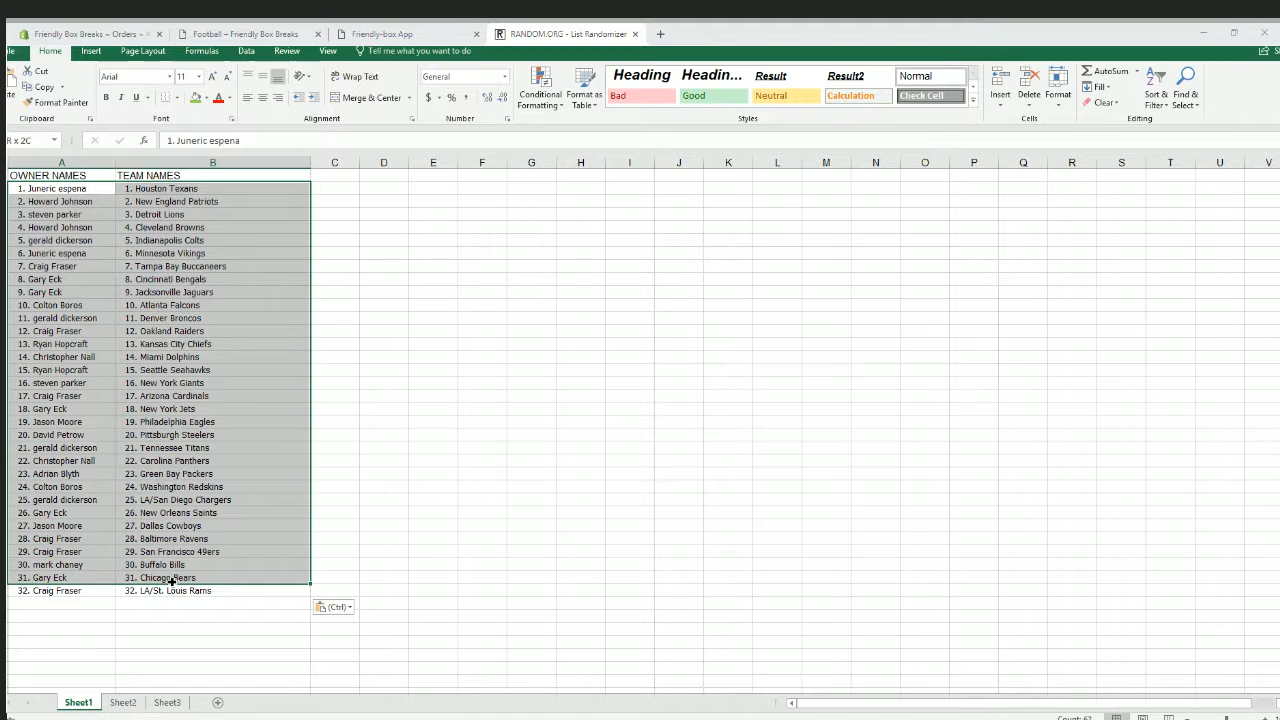 Friendly Box Breaks ~ Orders ~ × Football – Friendly Box Breaks × Friendly-box App × RANDOM.ORG - List Randomizer × +
Home Insert Page Layout Formulas Data Review View Tell me what you want to do
Cut Arial 11 Wrap Text General Heading Headin... Result Result2 Normal AutoSum
Copy Fill
Format Painter B I U Merge & Center $ % Conditional Formatting Format as Table Bad Good Neutral Calculation Check Cell Insert Delete Format Clear Sort & Filter Find & Select
Clipboard Font Alignment Number Styles Cells Editing
R x 2C fx 1. Juneric espena
A B C D E F G H I J K L M N O P Q R S T U V
OWNER NAMES TEAM NAMES
1. Juneric espena 1. Houston Texans
2. Howard Johnson 2. New England Patriots
3. steven parker 3. Detroit Lions
4. Howard Johnson 4. Cleveland Browns
5. gerald dickerson 5. Indianapolis Colts
6. Juneric espena 6. Minnesota Vikings
7. Craig Fraser 7. Tampa Bay Buccaneers
8. Gary Eck 8. Cincinnati Bengals
9. Gary Eck 9. Jacksonville Jaguars
10. Colton Boros 10. Atlanta Falcons
11. gerald dickerson 11. Denver Broncos
12. Craig Fraser 12. Oakland Raiders
13. Ryan Hopcraft 13. Kansas City Chiefs
14. Christopher Nall 14. Miami Dolphins
15. Ryan Hopcraft 15. Seattle Seahawks
16. steven parker 16. New York Giants
17. Craig Fraser 17. Arizona Cardinals
18. Gary Eck 18. New York Jets
19. Jason Moore 19. Philadelphia Eagles
20. David Petrow 20. Pittsburgh Steelers
21. gerald dickerson 21. Tennessee Titans
22. Christopher Nall 22. Carolina Panthers
23. Adrian Blyth 23. Green Bay Packers
24. Colton Boros 24. Washington Redskins
25. gerald dickerson 25. LA/San Diego Chargers
26. Gary Eck 26. New Orleans Saints
27. Jason Moore 27. Dallas Cowboys
28. Craig Fraser 28. Baltimore Ravens
29. Craig Fraser 29. San Francisco 49ers
30. mark chaney 30. Buffalo Bills
31. Gary Eck 31. Chicago Bears
32. Craig Fraser 32. LA/St. Louis Rams
(Ctrl)
Sheet1 Sheet2 Sheet3
Count: 62